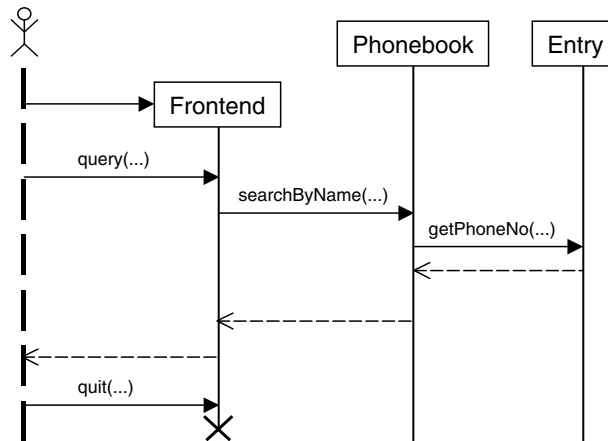 Phonebook
Entry
Frontend
query(...)
searchByName(...)
getPhoneNo(...)
quit(...)